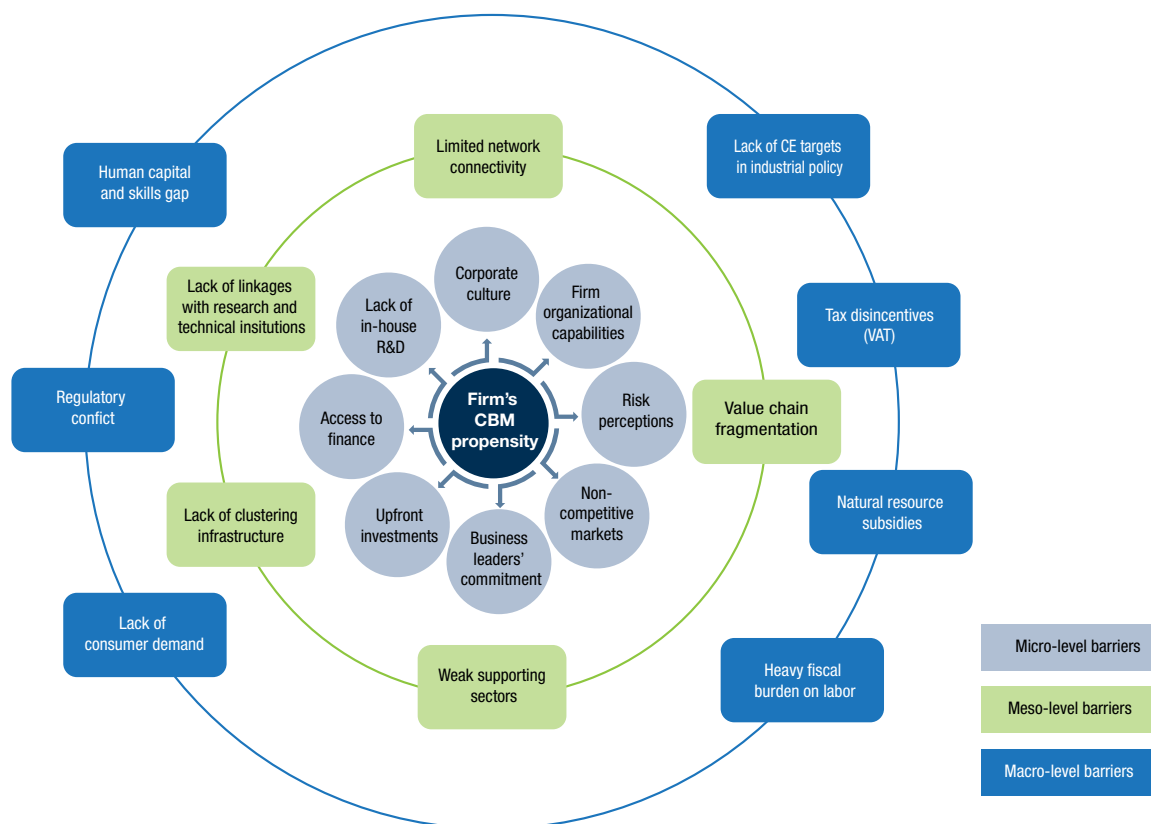 Human capital
and skills gap
Limited network
connectivity
Lack of CE targets
in industrial policy
Lack of linkages
with research and
technical insitutions
Lack of
in-house
R&D
Corporate
culture
Firm
organizational
capabilities
Tax disincentives
(VAT)
Regulatory
confict
Access to
finance
Firm's
CBM
propensity
Risk
perceptions
Value chain
fragmentation
Lack of clustering
infrastructure
Upfront
investments
Business
leaders'
commitment
Non-
competitive
markets
Natural resource
subsidies
Lack of
consumer demand
Weak supporting
sectors
Heavy fiscal
burden on labor
Micro-level barriers
Meso-level barriers
Macro-level barriers